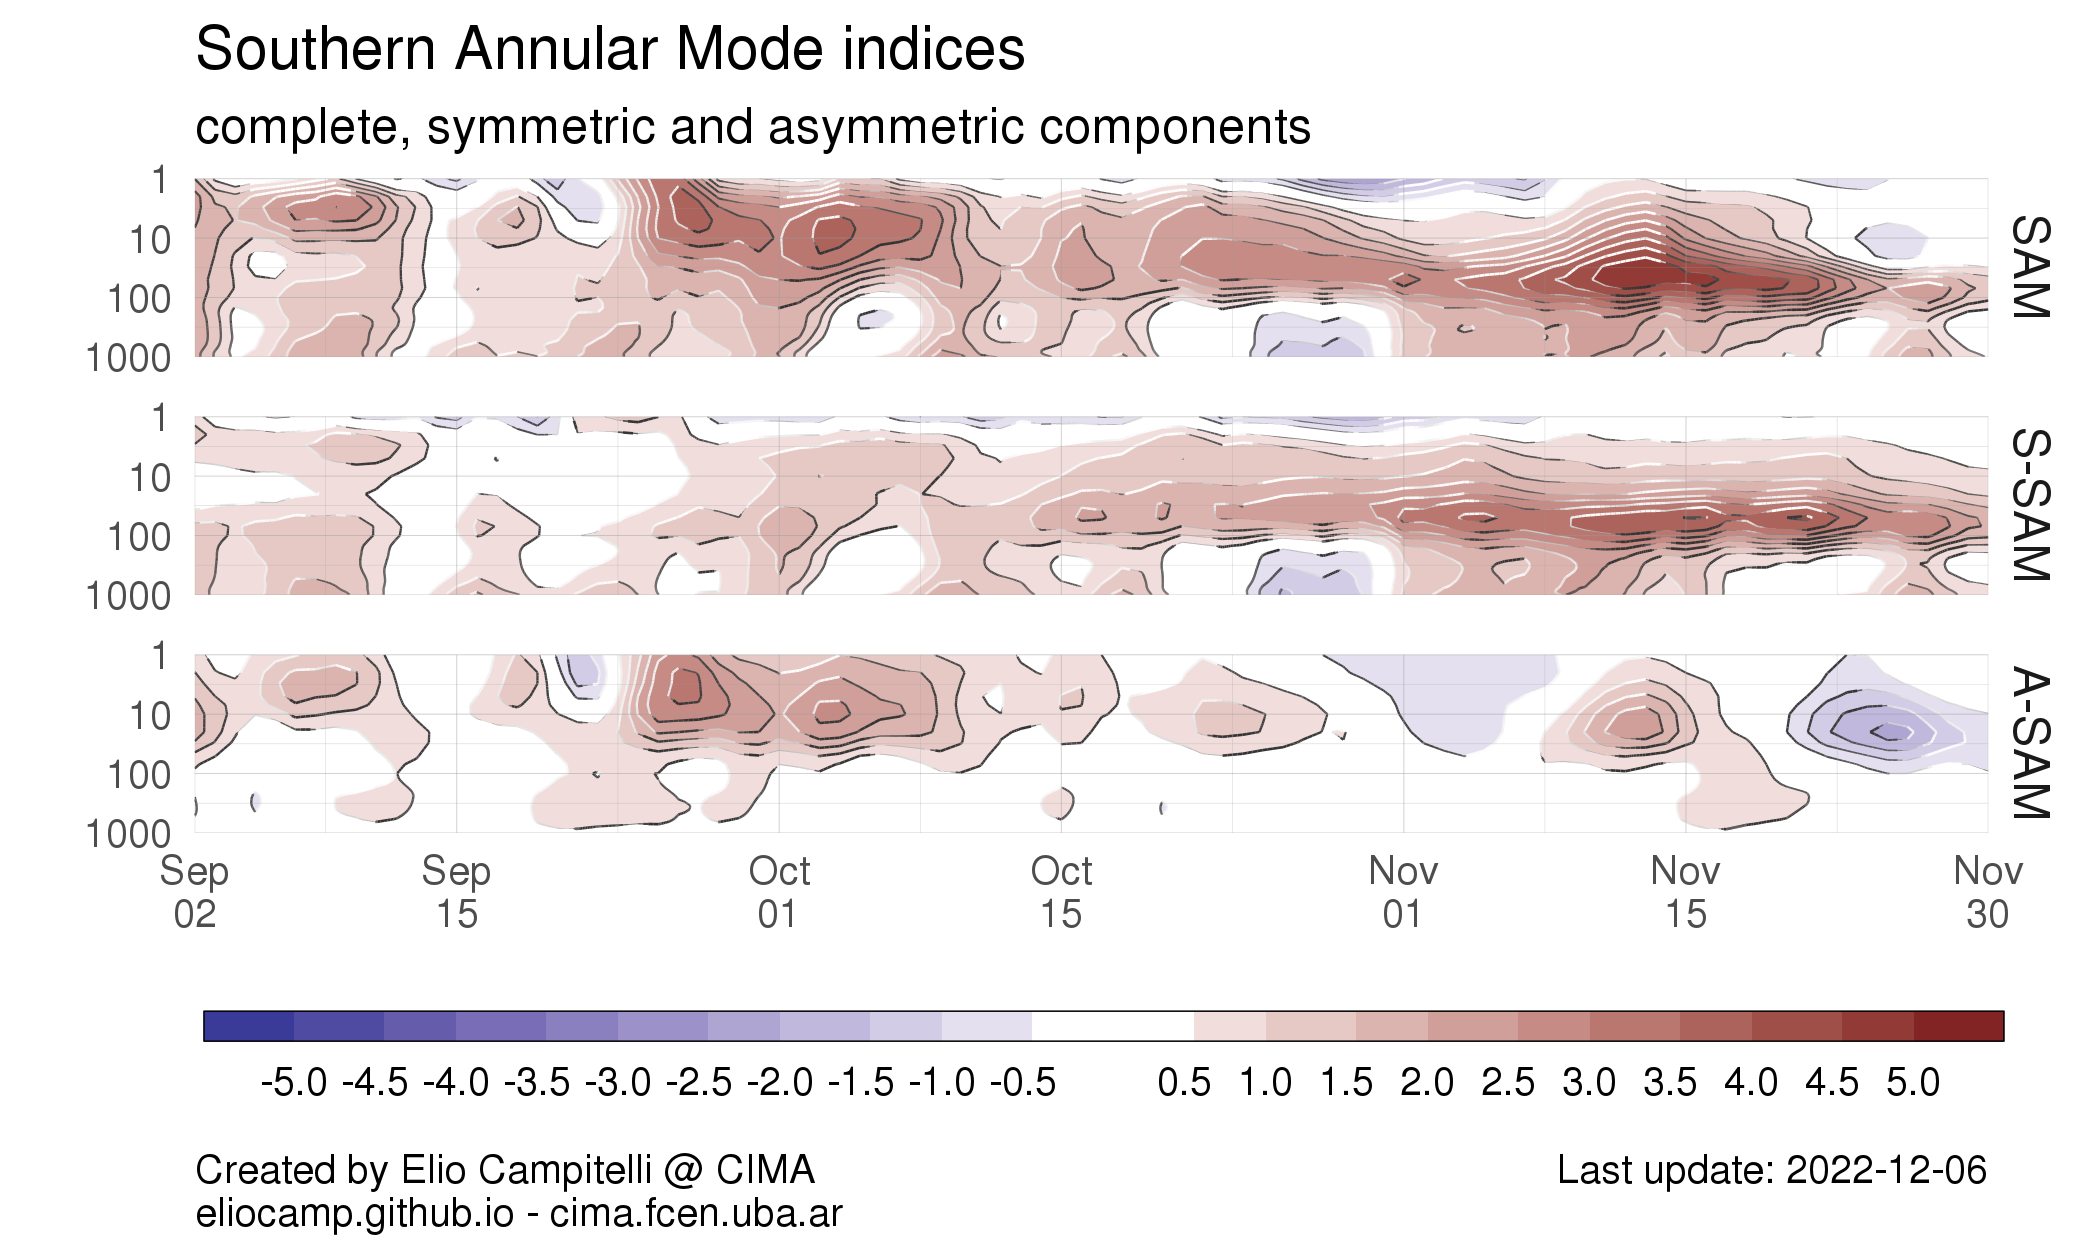 Southern Annular Mode indices
complete, symmetric and asymmetric components
1
10
100
1000
SAM
1
10
100
1000
S-SAM
1
10
100
1000
A-SAM
Sep Sep Oct Oct Nov Nov Nov
02 15 01 15 01 15 30
-5.0 -4.5 -4.0 -3.5 -3.0 -2.5 -2.0 -1.5 -1.0 -0.5 0.5 1.0 1.5 2.0 2.5 3.0 3.5 4.0 4.5 5.0
Created by Elio Campitelli @ CIMA Last update: 2022-12-06
eliocamp.github.io - cima.fcen.uba.ar